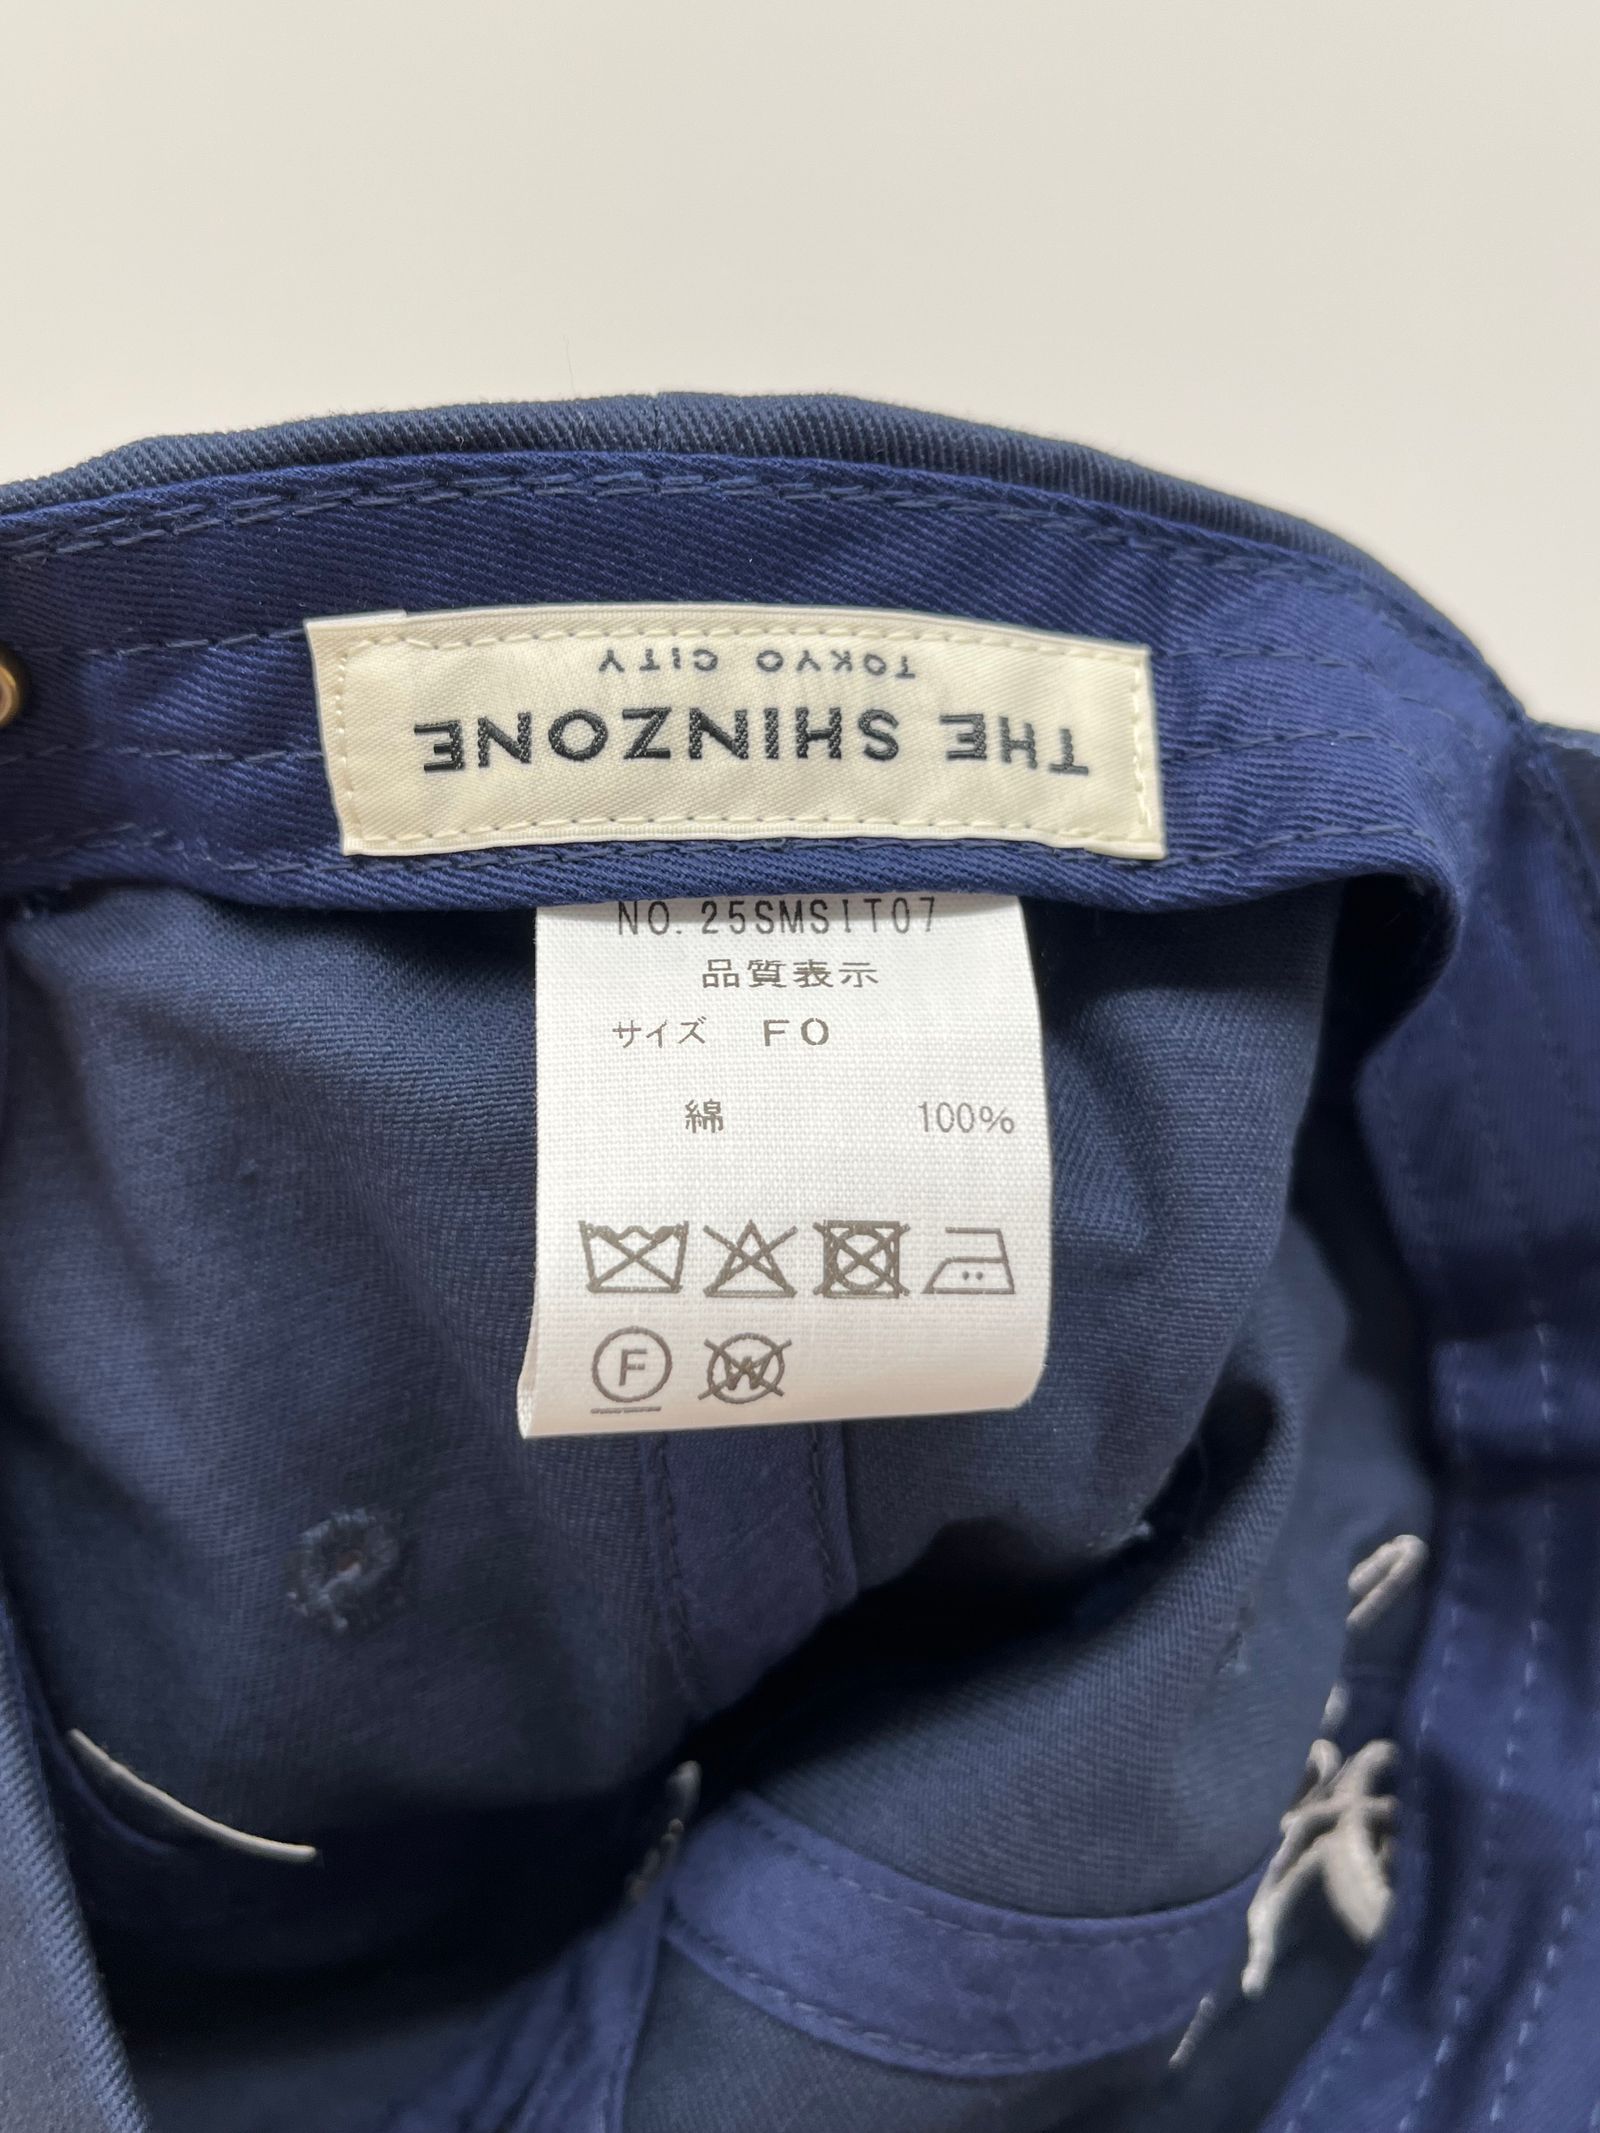 THE SHINZONE
TOKYO CITY
NO. 25SMSIT07
品質表示
サイズ FO
綿 100%
F
W